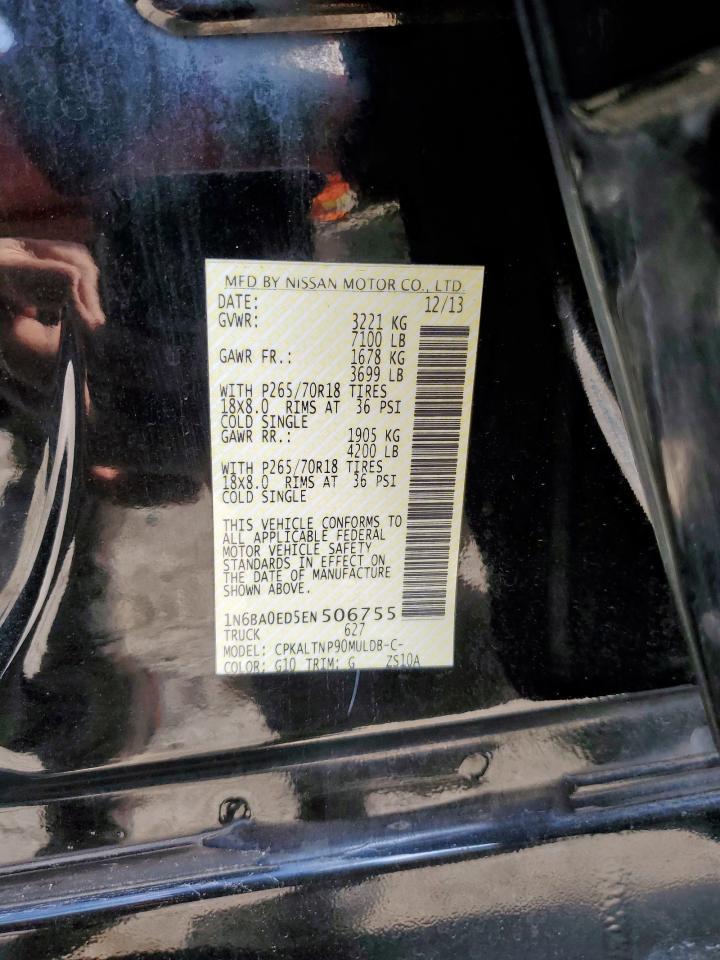 MFD BY NISSAN MOTOR CO., LTD.
DATE: 12/13
GVWR: 3221 KG
7100 LB
GAWR FR.: 1678 KG
3699 LB
WITH P265/70R18 TIRES
18X8.0 RIMS AT 36 PSI
COLD SINGLE
GAWR RR.: 1905 KG
4200 LB
WITH P265/70R18 TIRES
18X8.0 RIMS AT 36 PSI
COLD SINGLE
THIS VEHICLE CONFORMS TO
ALL APPLICABLE FEDERAL
MOTOR VEHICLE SAFETY
STANDARDS IN EFFECT ON
THE DATE OF MANUFACTURE
SHOWN ABOVE.
1N6BA0ED5EN506755
TRUCK 627
MODEL: CPKALTNP90MULDB-C-
COLOR: G10 TRIM: G ZS10A